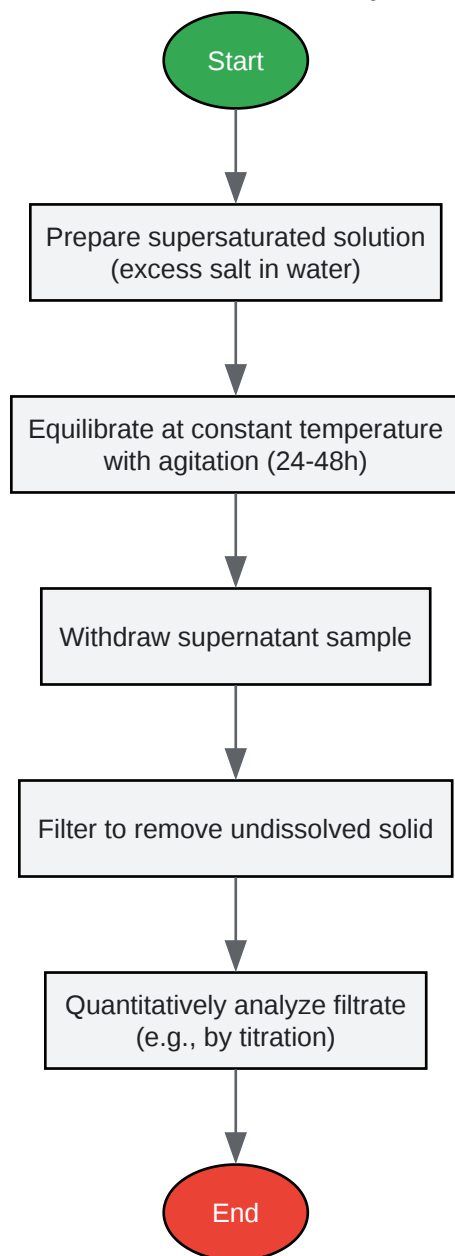 Start
Prepare supersaturated solution
(excess salt in water)
Equilibrate at constant temperature
with agitation (24-48h)
Withdraw supernatant sample
Filter to remove undissolved solid
Quantitatively analyze filtrate
(e.g., by titration)
End